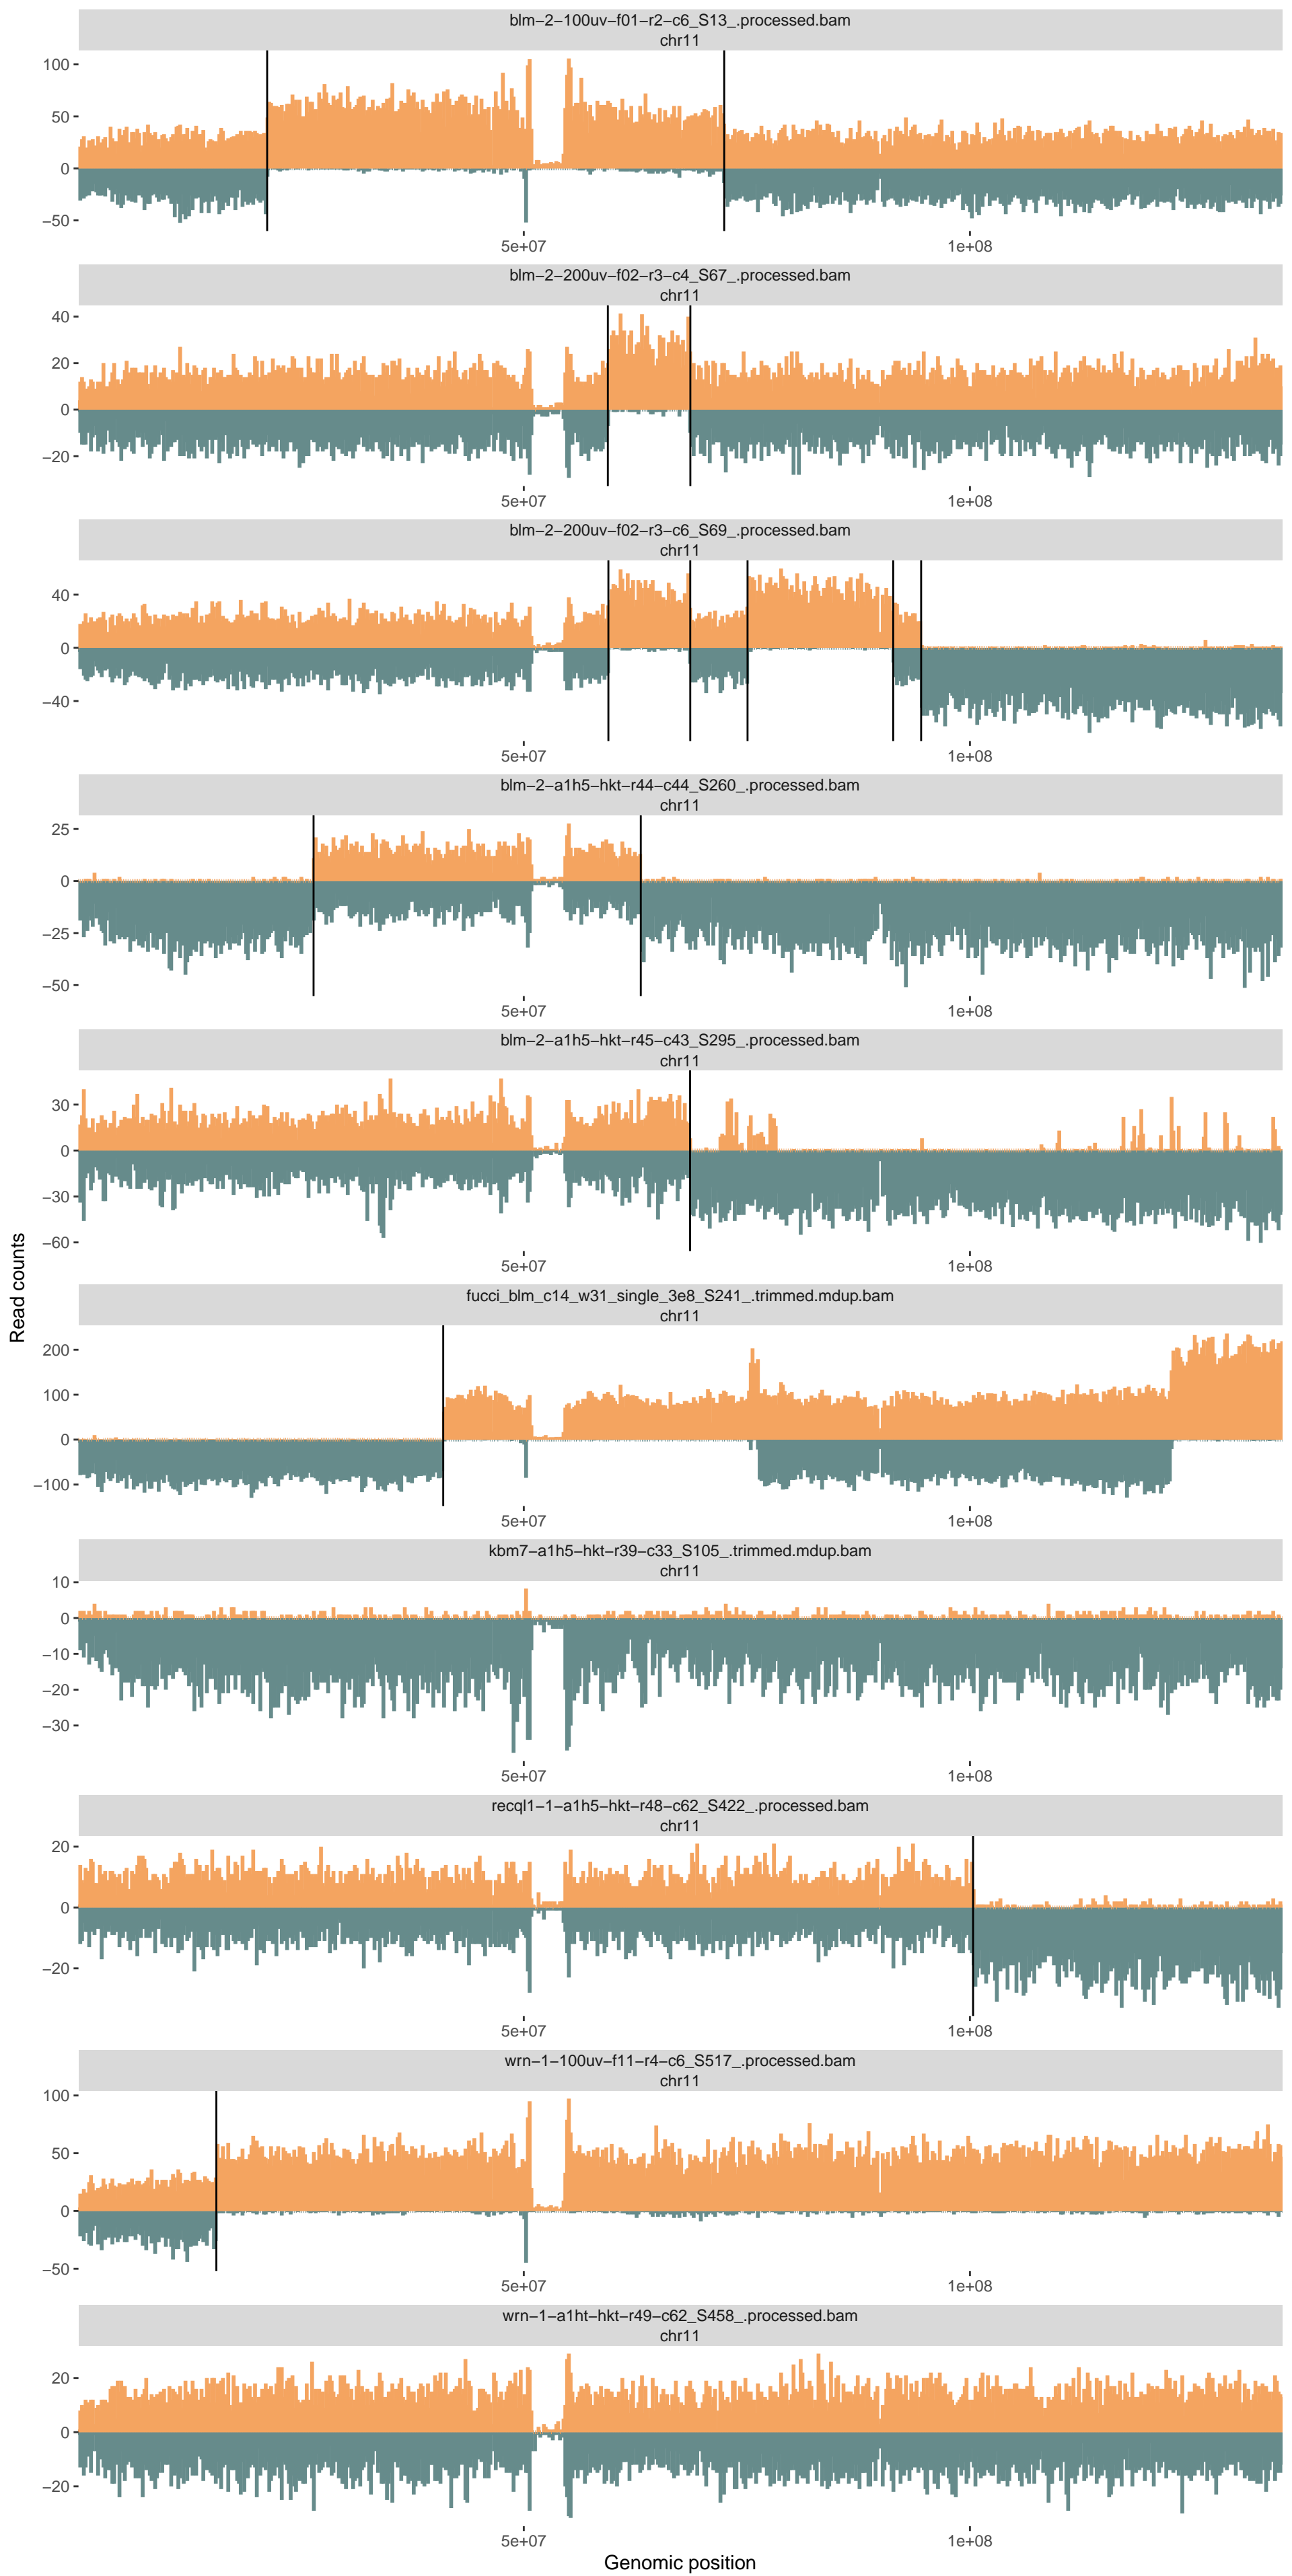 blm−2−100uv−f01−r2−c6_S13_.processed.bam
chr11
100
50
0
−50
5e+07 1e+08
blm−2−200uv−f02−r3−c4_S67_.processed.bam
chr11
40
20
0
−20
5e+07 1e+08
blm−2−200uv−f02−r3−c6_S69_.processed.bam
chr11
40
0
−40
5e+07 1e+08
blm−2−a1h5−hkt−r44−c44_S260_.processed.bam
chr11
25
0
−25
−50
5e+07 1e+08
blm−2−a1h5−hkt−r45−c43_S295_.processed.bam
chr11
30
0
−30
−60
5e+07 1e+08
Read counts
fucci_blm_c14_w31_single_3e8_S241_.trimmed.mdup.bam
chr11
200
100
0
−100
5e+07 1e+08
kbm7−a1h5−hkt−r39−c33_S105_.trimmed.mdup.bam
chr11
10
0
−10
−20
−30
5e+07 1e+08
recql1−1−a1h5−hkt−r48−c62_S422_.processed.bam
chr11
20
0
−20
5e+07 1e+08
wrn−1−100uv−f11−r4−c6_S517_.processed.bam
chr11
100
50
0
−50
5e+07 1e+08
wrn−1−a1ht−hkt−r49−c62_S458_.processed.bam
chr11
20
0
−20
5e+07 1e+08
Genomic position